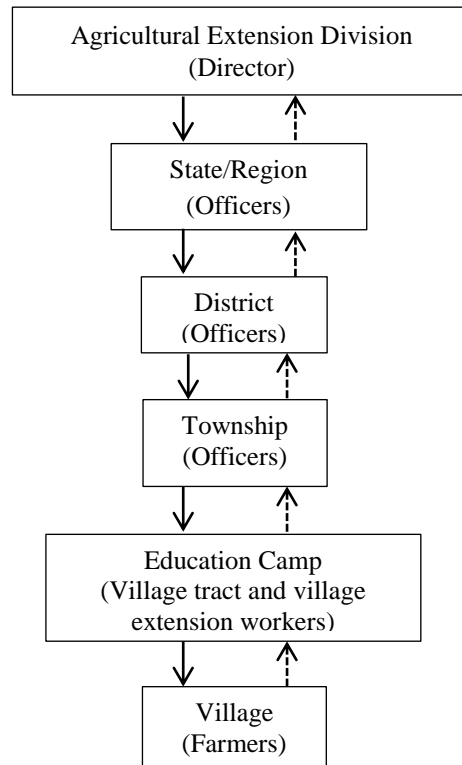 Agricultural Extension Division
(Director)
State/Region
(Officers)
District
(Officers)
Township
(Officers)
Education Camp
(Village tract and village
extension workers)
Village
(Farmers)